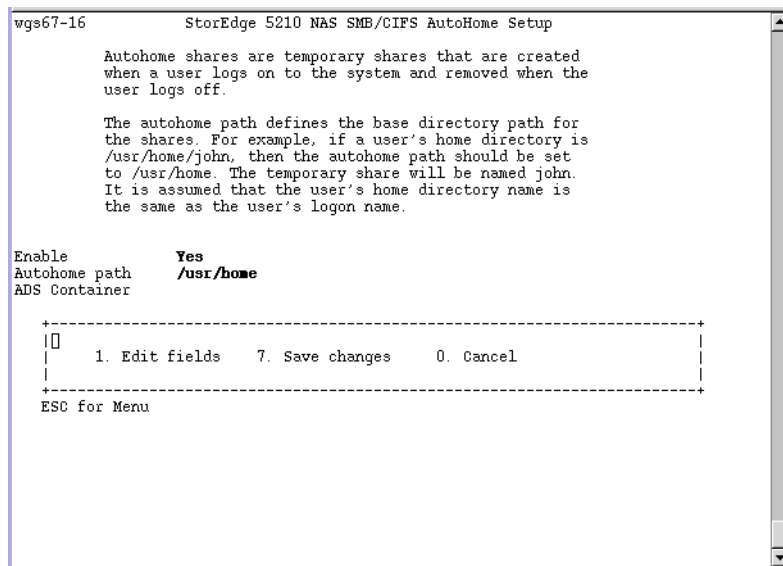 wgs67-16 StorEdge 5210 NAS SMB/CIFS AutoHome Setup
Autohome shares are temporary shares that are created
when a user logs on to the system and removed when the
user logs off.
The autohome path defines the base directory path for
the shares. For example, if a user's home directory is
/usr/home/john, then the autohome path should be set
to /usr/home. The temporary share will be named john.
It is assumed that the user's home directory name is
the same as the user's logon name.
Enable Yes
Autohome path /usr/home
ADS Container
1. Edit fields 7. Save changes 0. Cancel
ESC for Menu